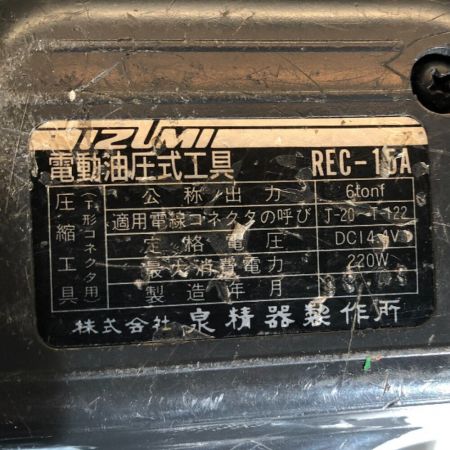 IZUMI
電動油圧式工具 REC-15A
圧縮工具
(T形コネクタ用)
公称出力 6tonf
適用電線コネクタの呼び J-20~T-122
定格電圧 DC14.4V
最大消費電力 220W
製造年月
株式会社 泉精器製作所